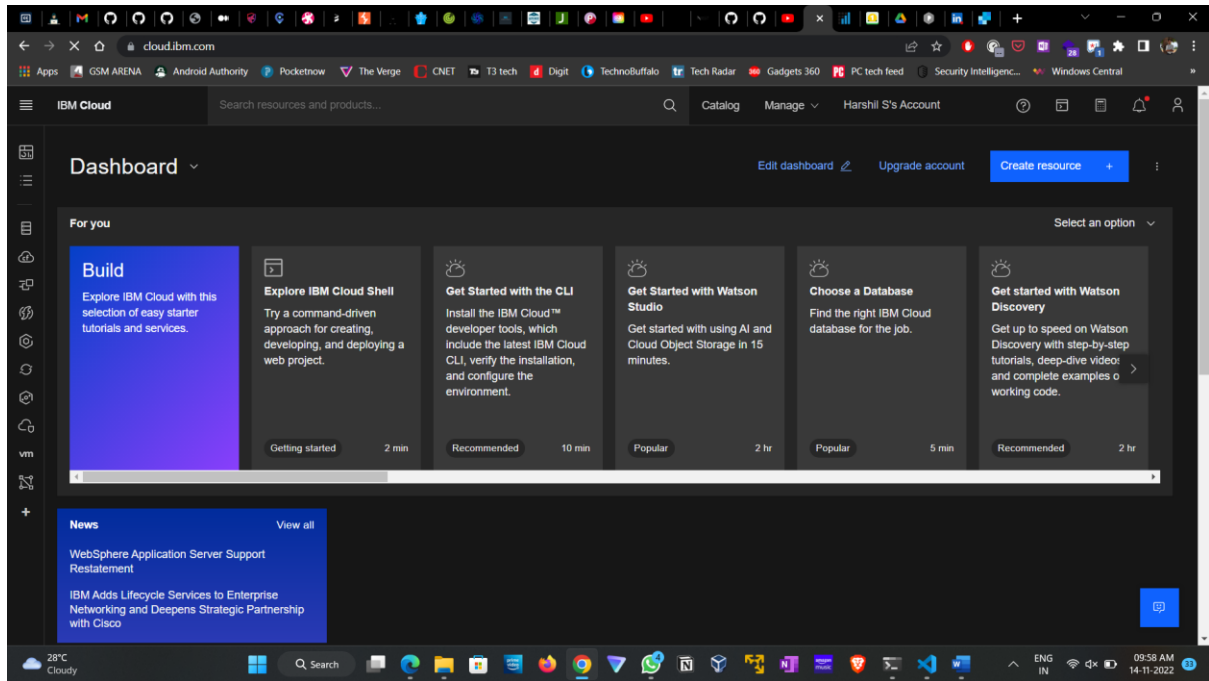 cloud.ibm.com
Apps GSM ARENA Android Authority Pocketnow The Verge CNET T3 tech Digit TechnoBuffalo Tech Radar Gadgets 360 PC tech feed Security Intelligenc... Windows Central
IBM Cloud Search resources and products... Catalog Manage Harshil S's Account
Dashboard Edit dashboard Upgrade account Create resource +
For you Select an option
Build
Explore IBM Cloud with this
selection of easy starter
tutorials and services.
Explore IBM Cloud Shell
Try a command-driven
approach for creating,
developing, and deploying a
web project.
Getting started 2 min
Get Started with the CLI
Install the IBM Cloud™
developer tools, which
include the latest IBM Cloud
CLI, verify the installation,
and configure the
environment.
Recommended 10 min
Get Started with Watson
Studio
Get started with using AI and
Cloud Object Storage in 15
minutes.
Popular 2 hr
Choose a Database
Find the right IBM Cloud
database for the job.
Popular 5 min
Get started with Watson
Discovery
Get up to speed on Watson
Discovery with step-by-step
tutorials, deep-dive videos
and complete examples o
working code.
Recommended 2 hr
vm
News View all
WebSphere Application Server Support
Restatement
IBM Adds Lifecycle Services to Enterprise
Networking and Deepens Strategic Partnership
with Cisco
28°C
Cloudy
Search
ENG
IN
09:58 AM
14-11-2022
33